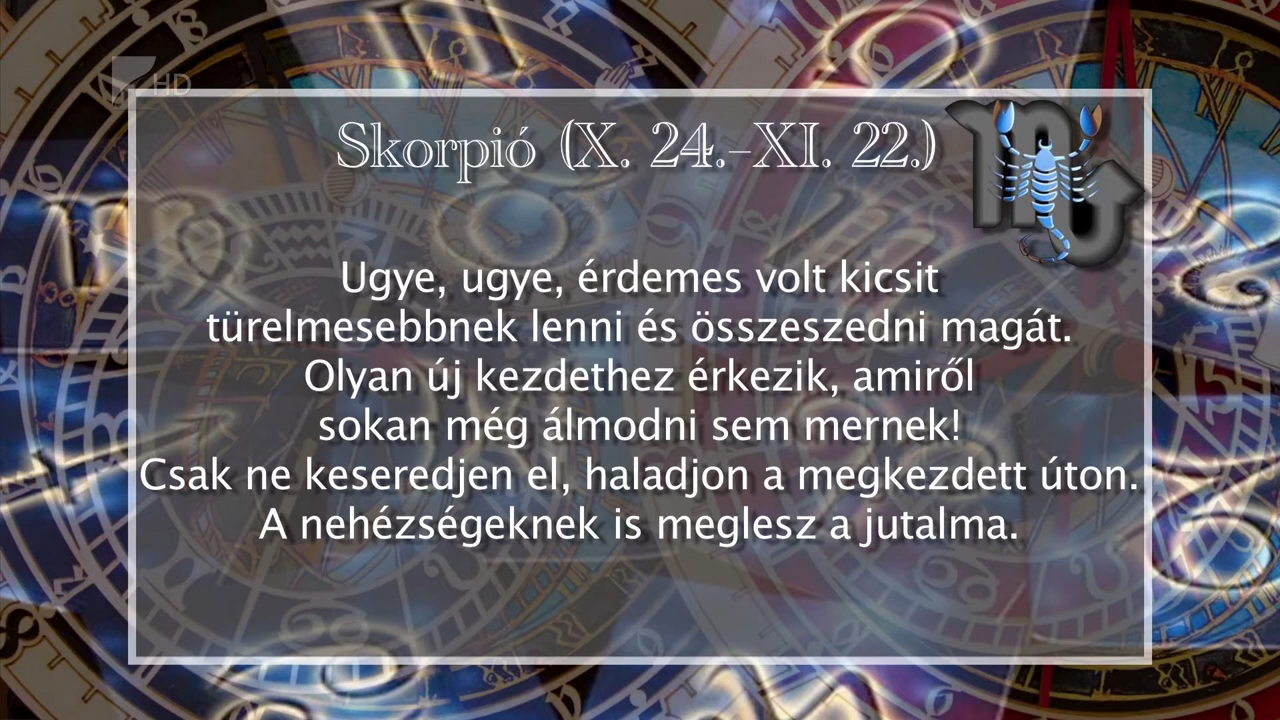 HD
Skorpió (X. 24.-XI. 22.)
Ugye, ugye, érdemes volt kicsit
türelmesebbnek lenni és összeszedni magát.
Olyan új kezdethez érkezik, amiről
sokan még álmodni sem mernek!
Csak ne keseredjen el, haladjon a megkezdett úton.
A nehézségeknek is meglesz a jutalma.